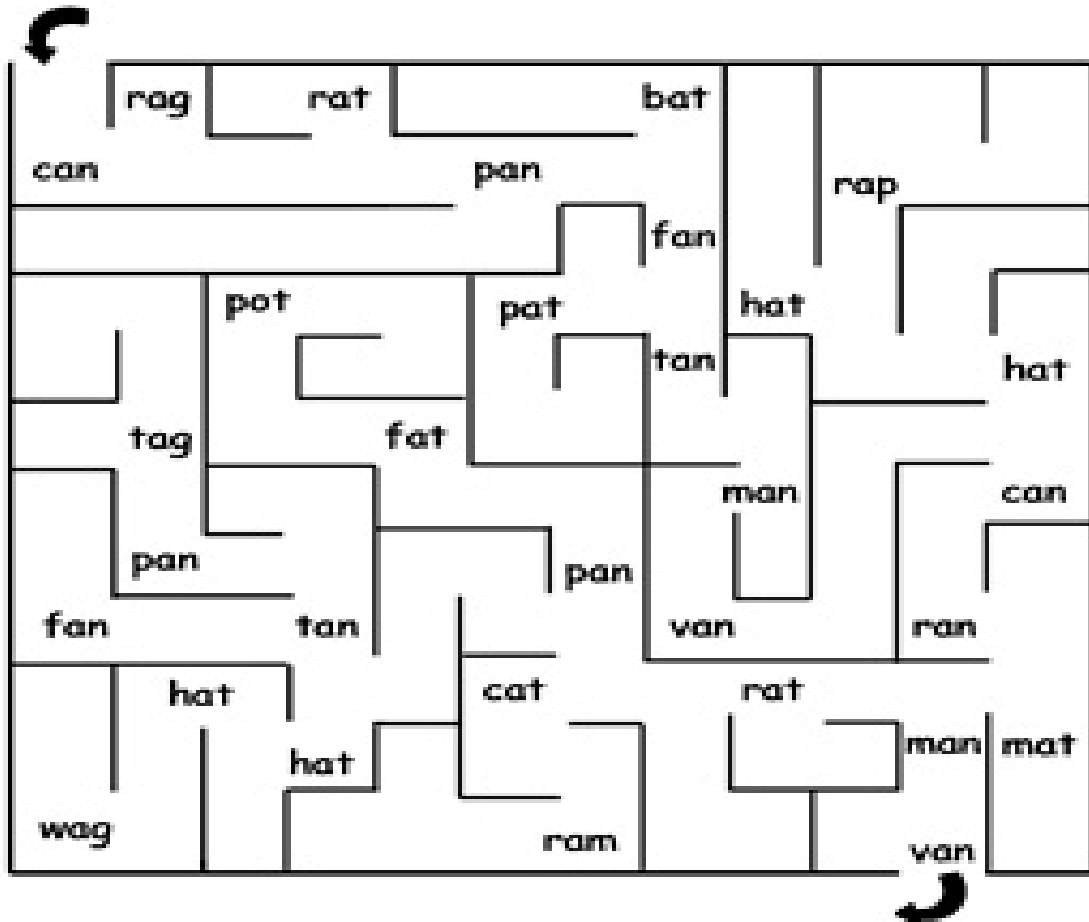 rag rat bat
can pan rap
fan
pot pat hat
tan hat
tag fat
man can
pan pan
fan tan van ran
hat cat rat
hat man mat
wag ram van